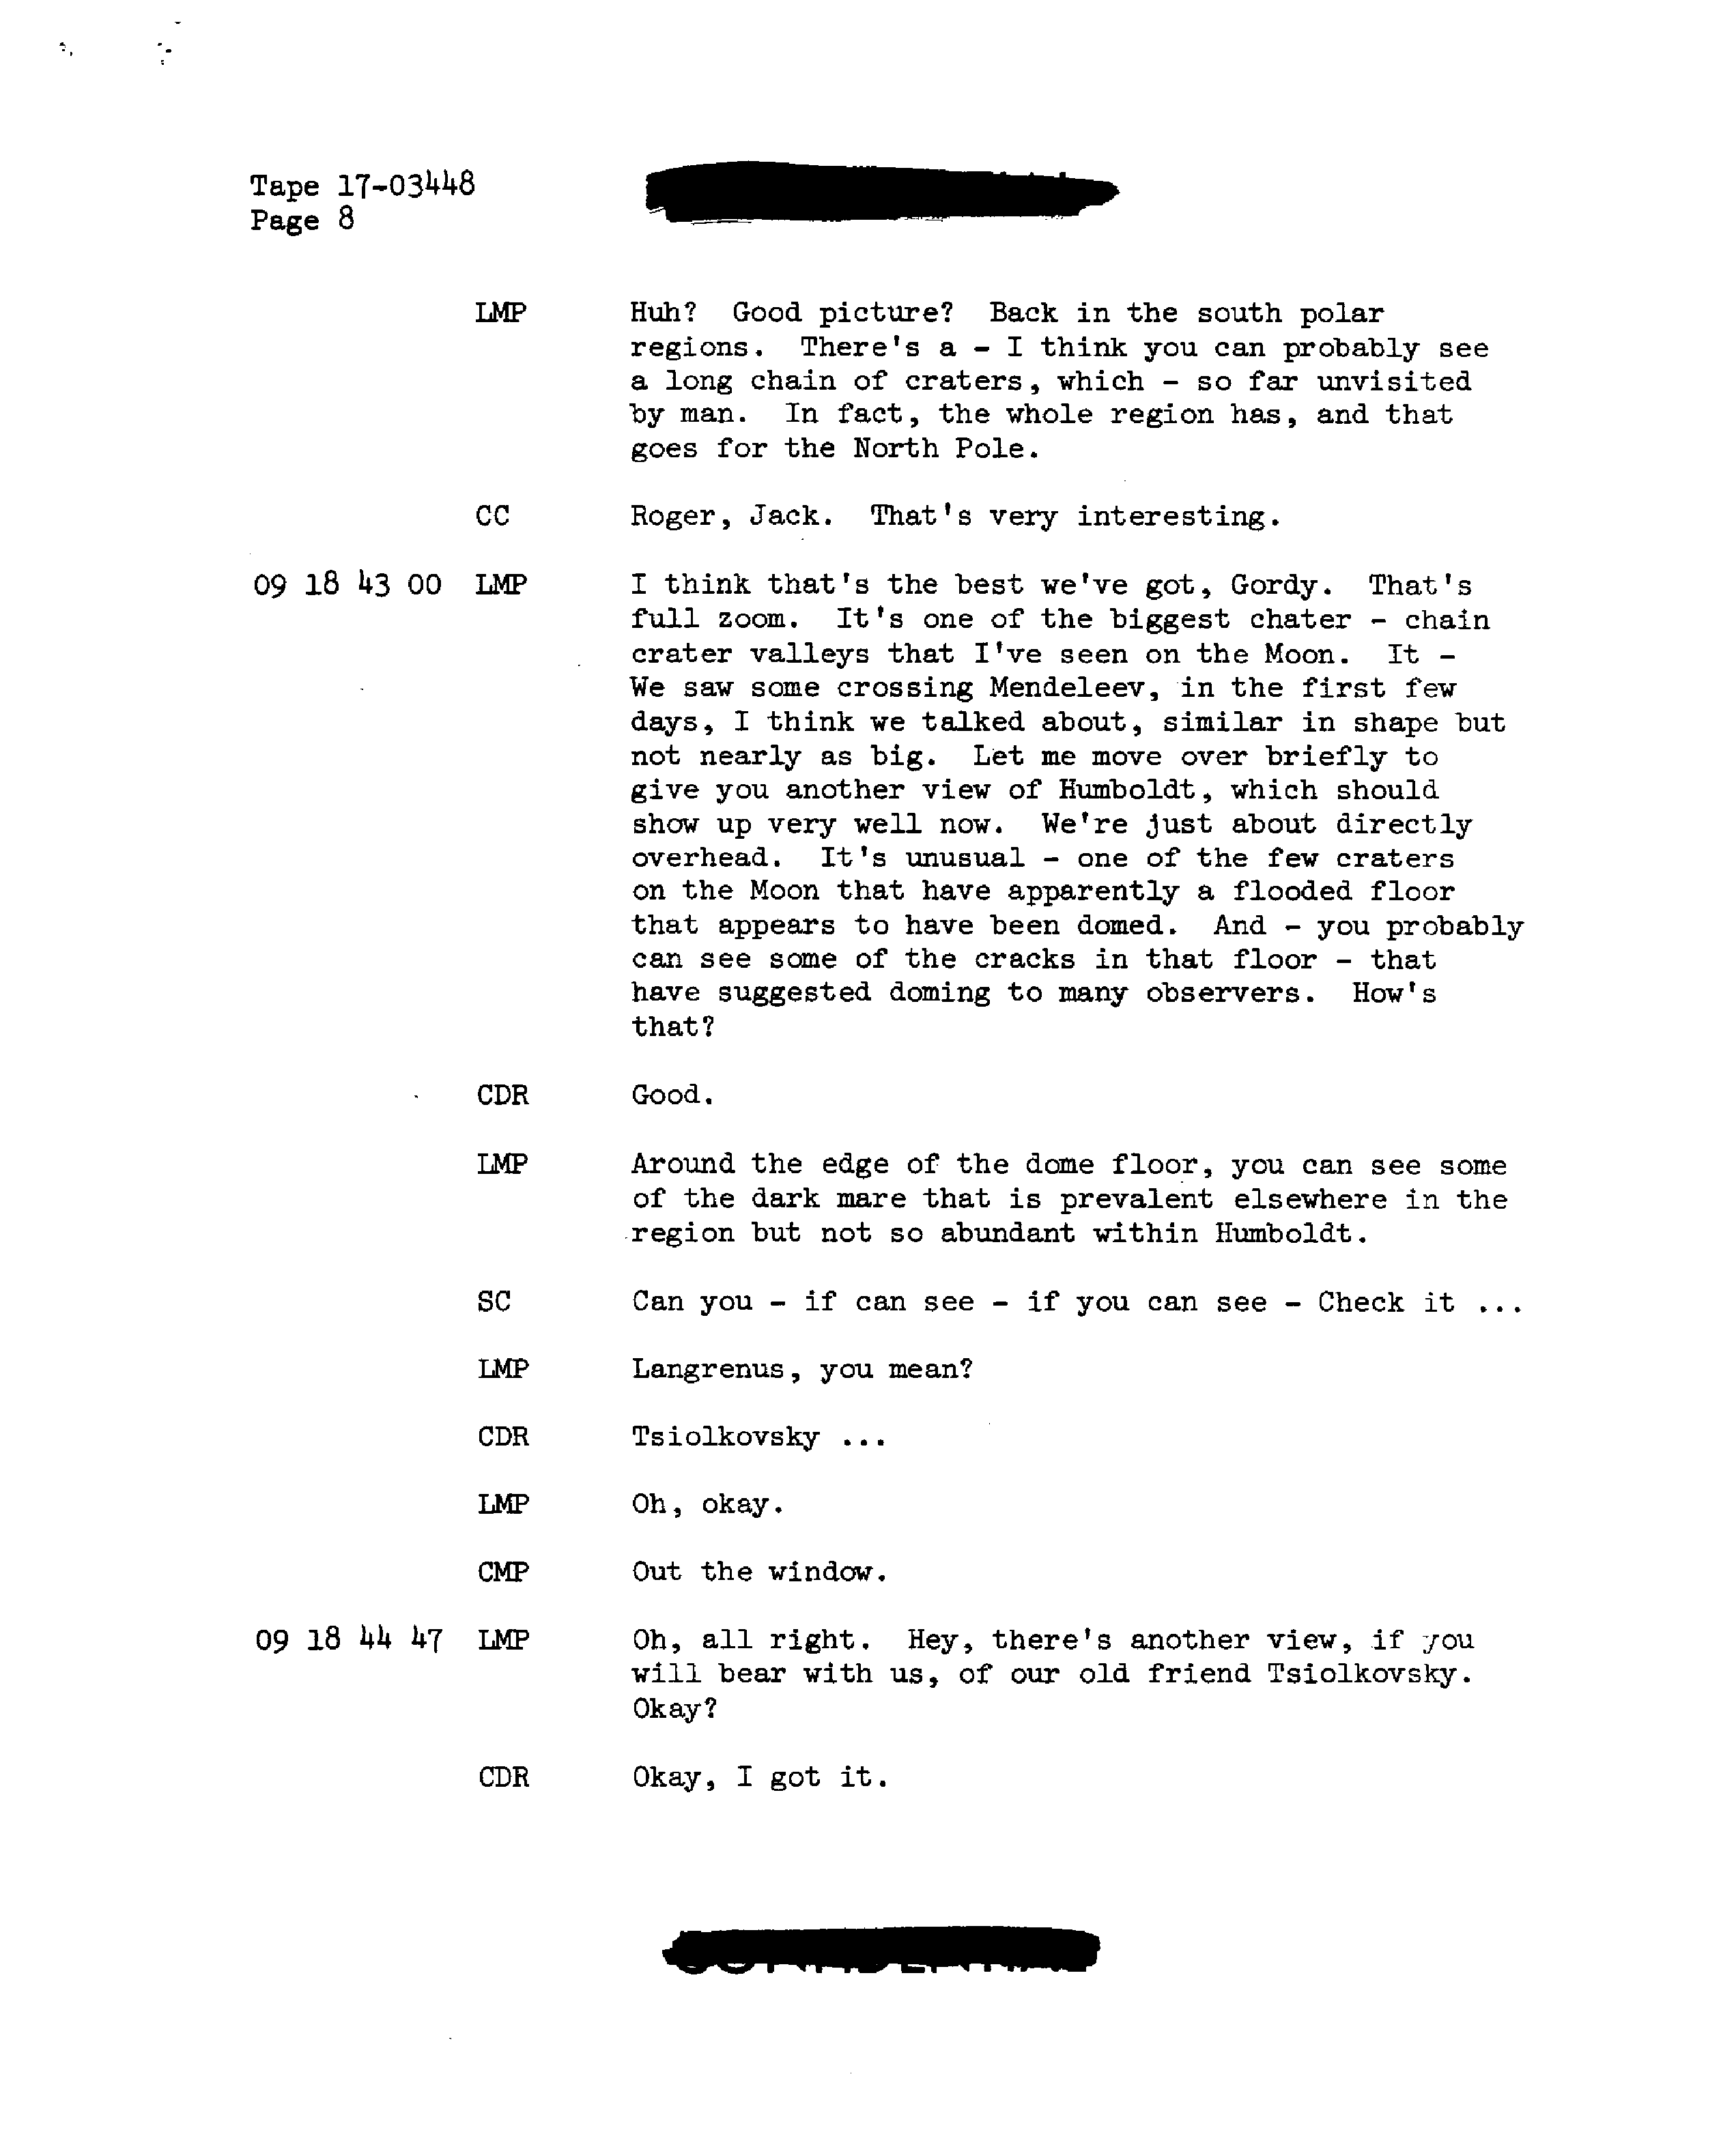 Tape 17-03448
Page 8
LMP Huh? Good picture? Back in the south polar
regions. There's a - I think you can probably see
a long chain of craters, which - so far unvisited
by man. In fact, the whole region has, and that
goes for the North Pole.
CC Roger, Jack. That's very interesting.
09 18 43 00 LMP I think that's the best we've got, Gordy. That's
full zoom. It's one of the biggest chater - chain
crater valleys that I've seen on the Moon. It -
We saw some crossing Mendeleev, in the first few
days, I think we talked about, similar in shape but
not nearly as big. Let me move over briefly to
give you another view of Humboldt, which should
show up very well now. We're just about directly
overhead. It's unusual - one of the few craters
on the Moon that have apparently a flooded floor
that appears to have been domed. And - you probably
can see some of the cracks in that floor - that
have suggested doming to many observers. How's
that?
CDR Good.
LMP Around the edge of the dome floor, you can see some
of the dark mare that is prevalent elsewhere in the
region but not so abundant within Humboldt.
SC Can you - if can see - if you can see - Check it ...
LMP Langrenus, you mean?
CDR Tsiolkovsky ...
LMP Oh, okay.
CMP Out the window.
09 18 44 47 LMP Oh, all right. Hey, there's another view, if you
will bear with us, of our old friend Tsiolkovsky.
Okay?
CDR Okay, I got it.